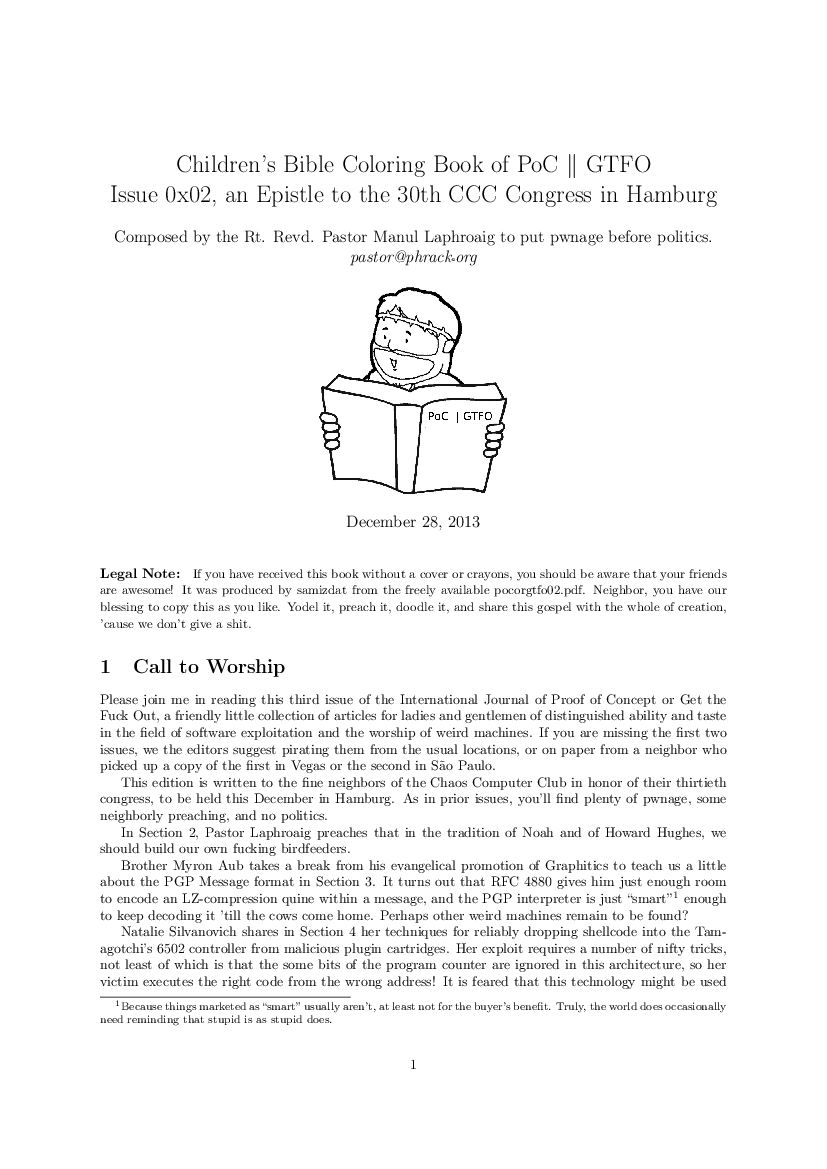 Children's Bible Coloring Book of PoC ∥ GTFO
Issue 0x02, an Epistle to the 30th CCC Congress in Hamburg
Composed by the Rt. Revd. Pastor Manul Laphroaig to put pwnage before politics.
pastor@phrack.org
PoC | GTFO
December 28, 2013
Legal Note: If you have received this book without a cover or crayons, you should be aware that your friends
are awesome! It was produced by samizdat from the freely available pocorgtfo02.pdf. Neighbor, you have our
blessing to copy this as you like. Yodel it, preach it, doodle it, and share this gospel with the whole of creation,
'cause we don't give a shit.
1 Call to Worship
Please join me in reading this third issue of the International Journal of Proof of Concept or Get the
Fuck Out, a friendly little collection of articles for ladies and gentlemen of distinguished ability and taste
in the field of software exploitation and the worship of weird machines. If you are missing the first two
issues, we the editors suggest pirating them from the usual locations, or on paper from a neighbor who
picked up a copy of the first in Vegas or the second in São Paulo.
This edition is written to the fine neighbors of the Chaos Computer Club in honor of their thirtieth
congress, to be held this December in Hamburg. As in prior issues, you'll find plenty of pwnage, some
neighborly preaching, and no politics.
In Section 2, Pastor Laphroaig preaches that in the tradition of Noah and of Howard Hughes, we
should build our own fucking birdfeeders.
Brother Myron Aub takes a break from his evangelical promotion of Graphitics to teach us a little
about the PGP Message format in Section 3. It turns out that RFC 4880 gives him just enough room
to encode an LZ-compression quine within a message, and the PGP interpreter is just “smart”1 enough
to keep decoding it 'till the cows come home. Perhaps other weird machines remain to be found?
Natalie Silvanovich shares in Section 4 her techniques for reliably dropping shellcode into the Tam-
agotchi's 6502 controller from malicious plugin cartridges. Her exploit requires a number of nifty tricks,
not least of which is that the some bits of the program counter are ignored in this architecture, so her
victim executes the right code from the wrong address! It is feared that this technology might be used
1Because things marketed as “smart” usually aren't, at least not for the buyer's benefit. Truly, the world does occasionally
need reminding that stupid is as stupid does.
1